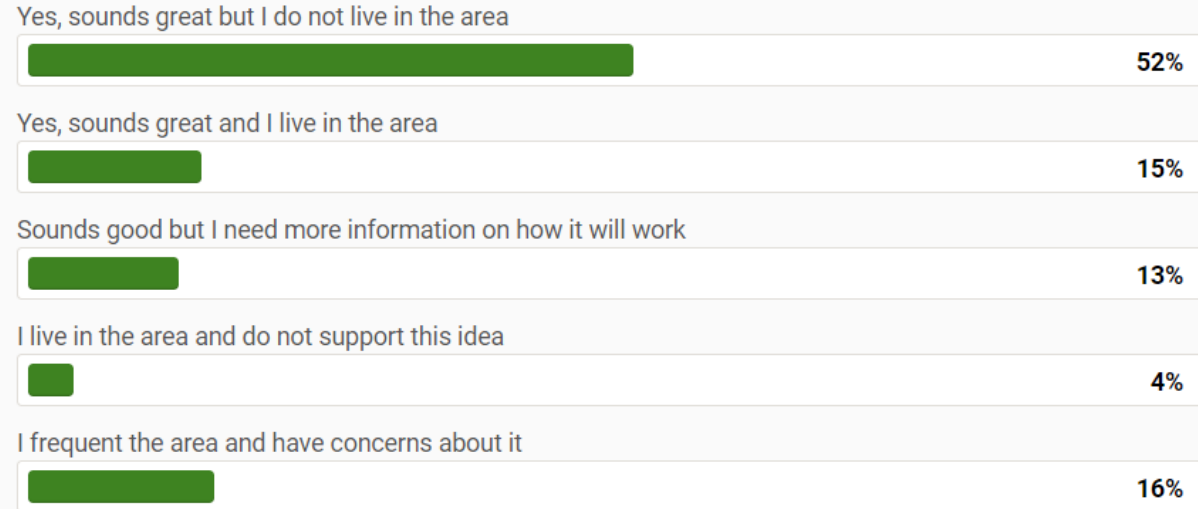 Yes, sounds great but I do not live in the area
52%
Yes, sounds great and I live in the area
15%
Sounds good but I need more information on how it will work
13%
I live in the area and do not support this idea
4%
I frequent the area and have concerns about it
16%